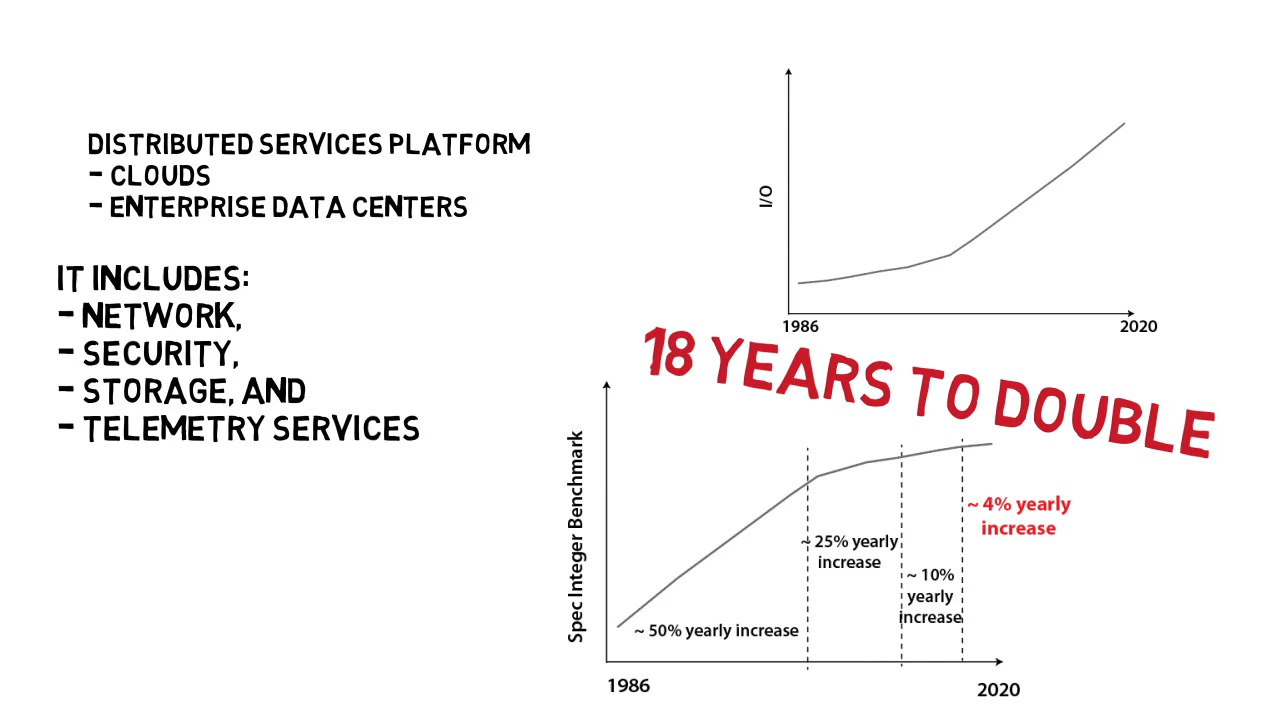 DISTRIBUTED SERVICES PLATFORM
- CLOUDS
- ENTERPRISE DATA CENTERS
IT INCLUDES:
- NETWORK,
- SECURITY,
- STORAGE, AND
- TELEMETRY SERVICES
I/O
1986
2020
18 YEARS TO DOUBLE
Spec Integer Benchmark
~ 50% yearly increase
~ 25% yearly
increase
~ 10%
yearly
increase
~ 4% yearly
increase
1986
2020